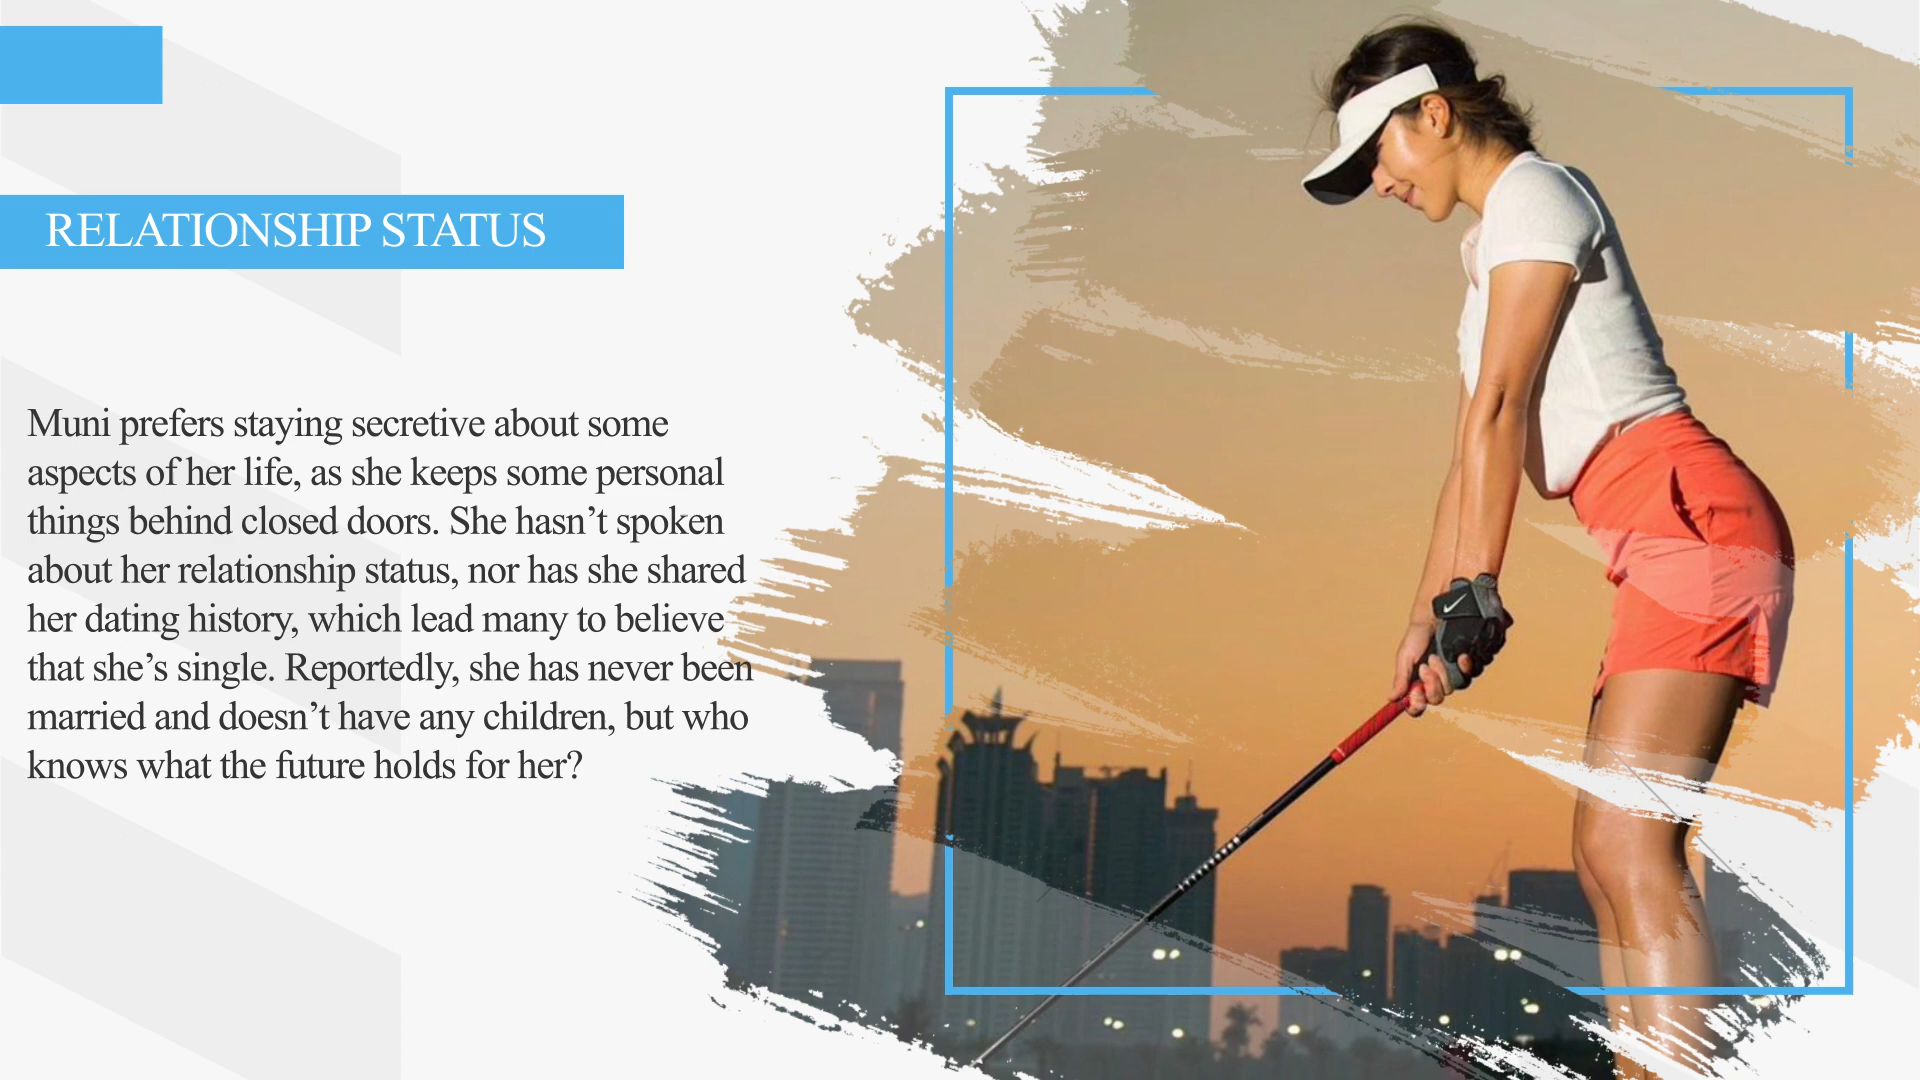 RELATIONSHIP STATUS
Muni prefers staying secretive about some
aspects of her life, as she keeps some personal
things behind closed doors. She hasn’t spoken
about her relationship status, nor has she shared
her dating history, which lead many to believe
that she’s single. Reportedly, she has never been
married and doesn’t have any children, but who
knows what the future holds for her?